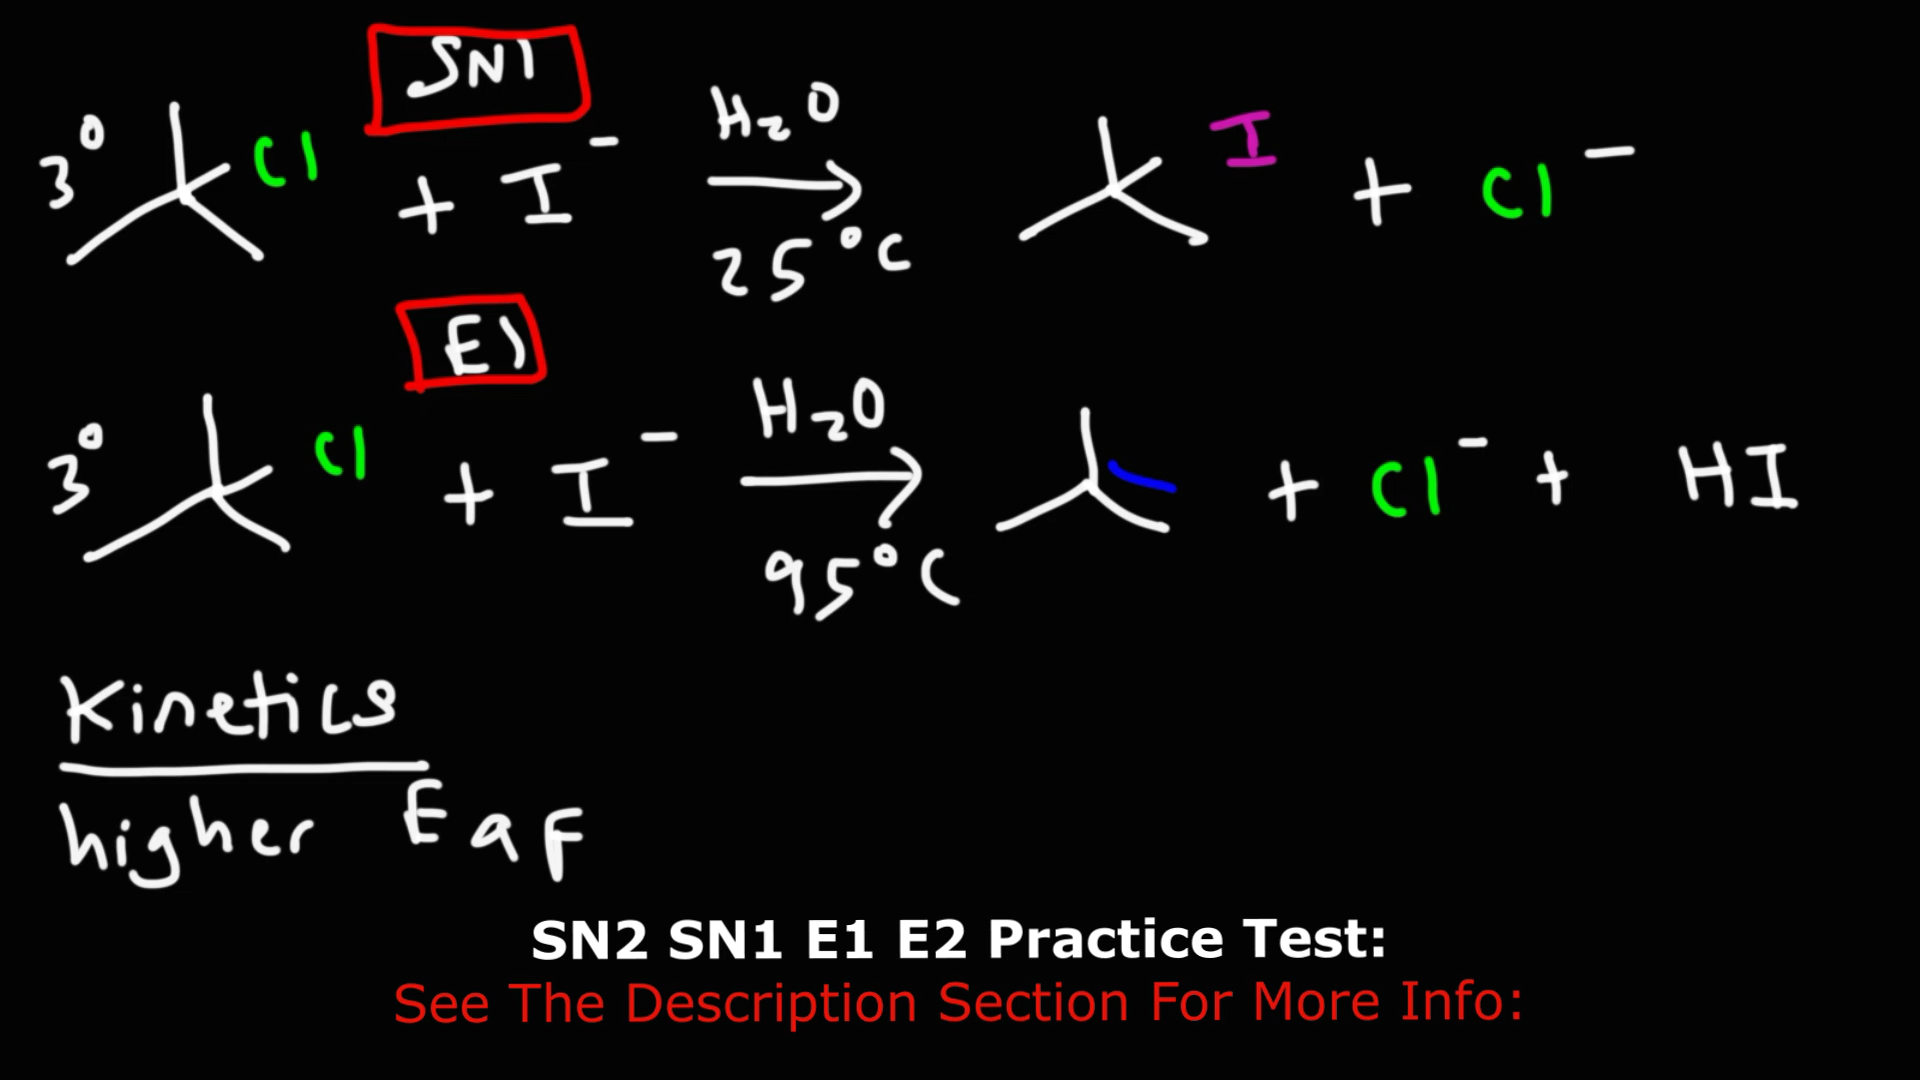 SN1
3° Cl + I⁻ H₂O 25°C I + Cl⁻
E1
3° Cl + I⁻ H₂O 95°C + Cl⁻ + HI
Kinetics
higher EaF
SN2 SN1 E1 E2 Practice Test:
See The Description Section For More Info: